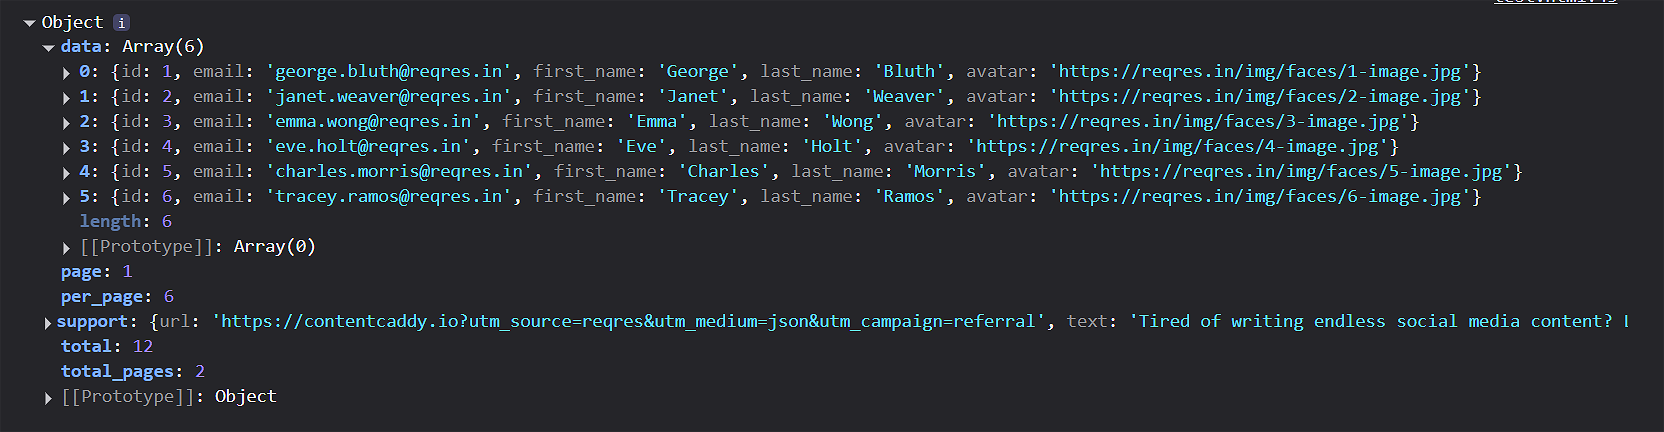 Object i
data: Array(6)
0: {id: 1, email: 'george.bluth@reqres.in', first_name: 'George', last_name: 'Bluth', avatar: 'https://reqres.in/img/faces/1-image.jpg'}
1: {id: 2, email: 'janet.weaver@reqres.in', first_name: 'Janet', last_name: 'Weaver', avatar: 'https://reqres.in/img/faces/2-image.jpg'}
2: {id: 3, email: 'emma.wong@reqres.in', first_name: 'Emma', last_name: 'Wong', avatar: 'https://reqres.in/img/faces/3-image.jpg'}
3: {id: 4, email: 'eve.holt@reqres.in', first_name: 'Eve', last_name: 'Holt', avatar: 'https://reqres.in/img/faces/4-image.jpg'}
4: {id: 5, email: 'charles.morris@reqres.in', first_name: 'Charles', last_name: 'Morris', avatar: 'https://reqres.in/img/faces/5-image.jpg'}
5: {id: 6, email: 'tracey.ramos@reqres.in', first_name: 'Tracey', last_name: 'Ramos', avatar: 'https://reqres.in/img/faces/6-image.jpg'}
length: 6
[[Prototype]]: Array(0)
page: 1
per_page: 6
support: {url: 'https://contentcaddy.io?utm_source=reqres&utm_medium=json&utm_campaign=referral', text: 'Tired of writing endless social media content?
total: 12
total_pages: 2
[[Prototype]]: Object